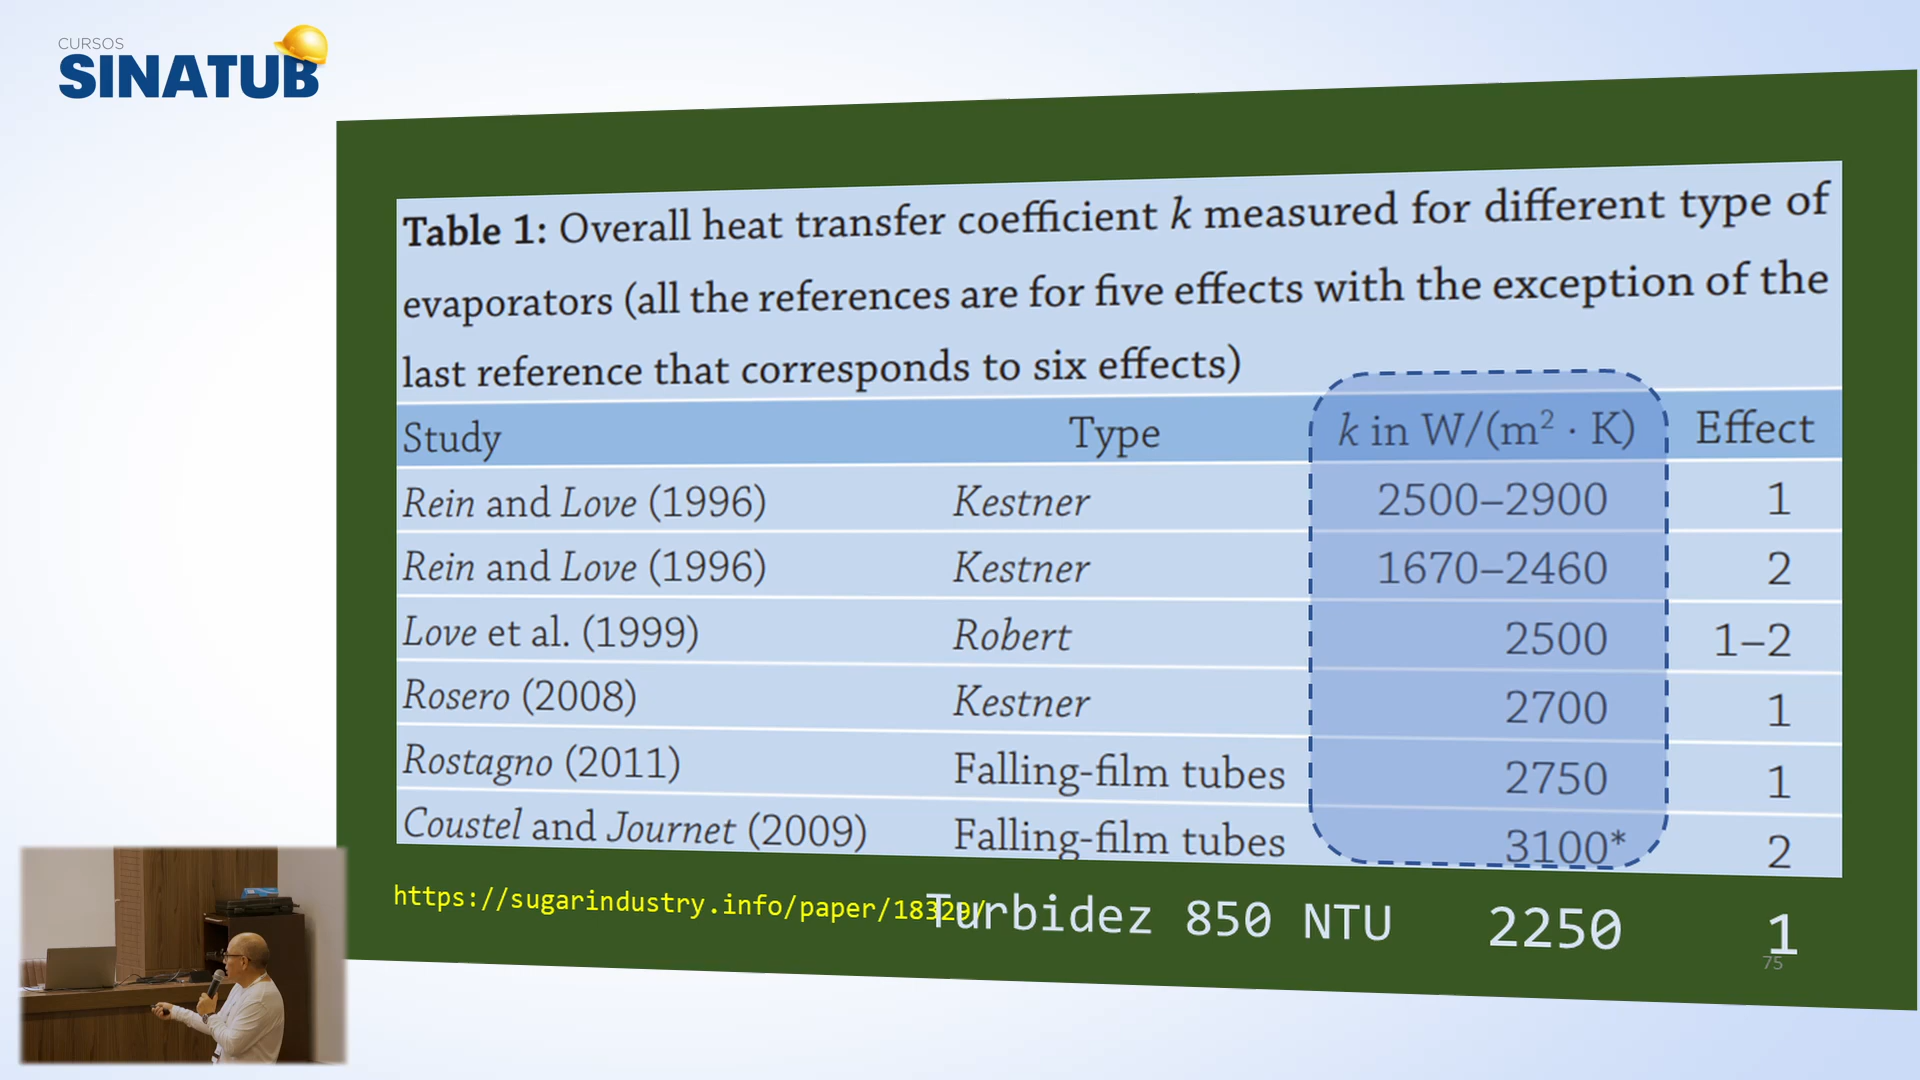 CURSOS
SINATUB
Table 1: Overall heat transfer coefficient k measured for different type of
evaporators (all the references are for five effects with the exception of the
last reference that corresponds to six effects)
Study Type k in W/(m² · K) Effect
Rein and Love (1996) Kestner 2500–2900 1
Rein and Love (1996) Kestner 1670–2460 2
Love et al. (1999) Robert 2500 1–2
Rosero (2008) Kestner 2700 1
Rostagno (2011) Falling-film tubes 2750 1
Coustel and Journet (2009) Falling-film tubes 3100* 2
https://sugarindustry.info/paper/18329/
Turbidez 850 NTU 2250 1
75